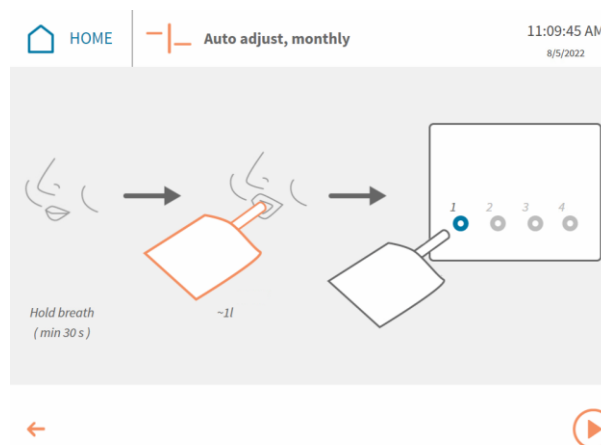 HOME
Auto adjust, monthly
11:09:45 AM
8/5/2022
1 2 3 4
Hold breath
( min 30 s )
~1l